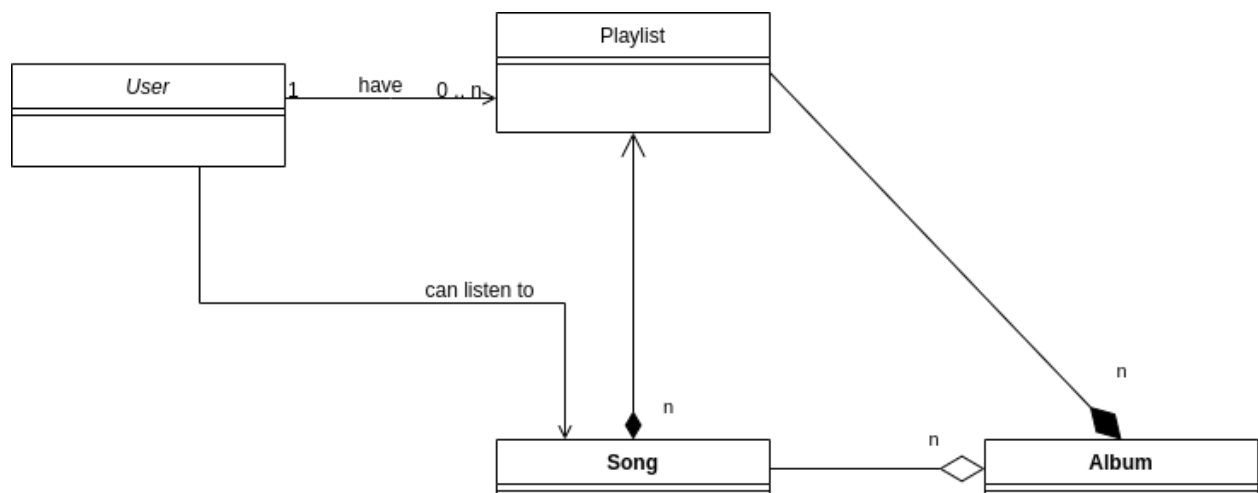 Playlist
User
1
have
0 .. n
can listen to
n
n
n
Song
Album